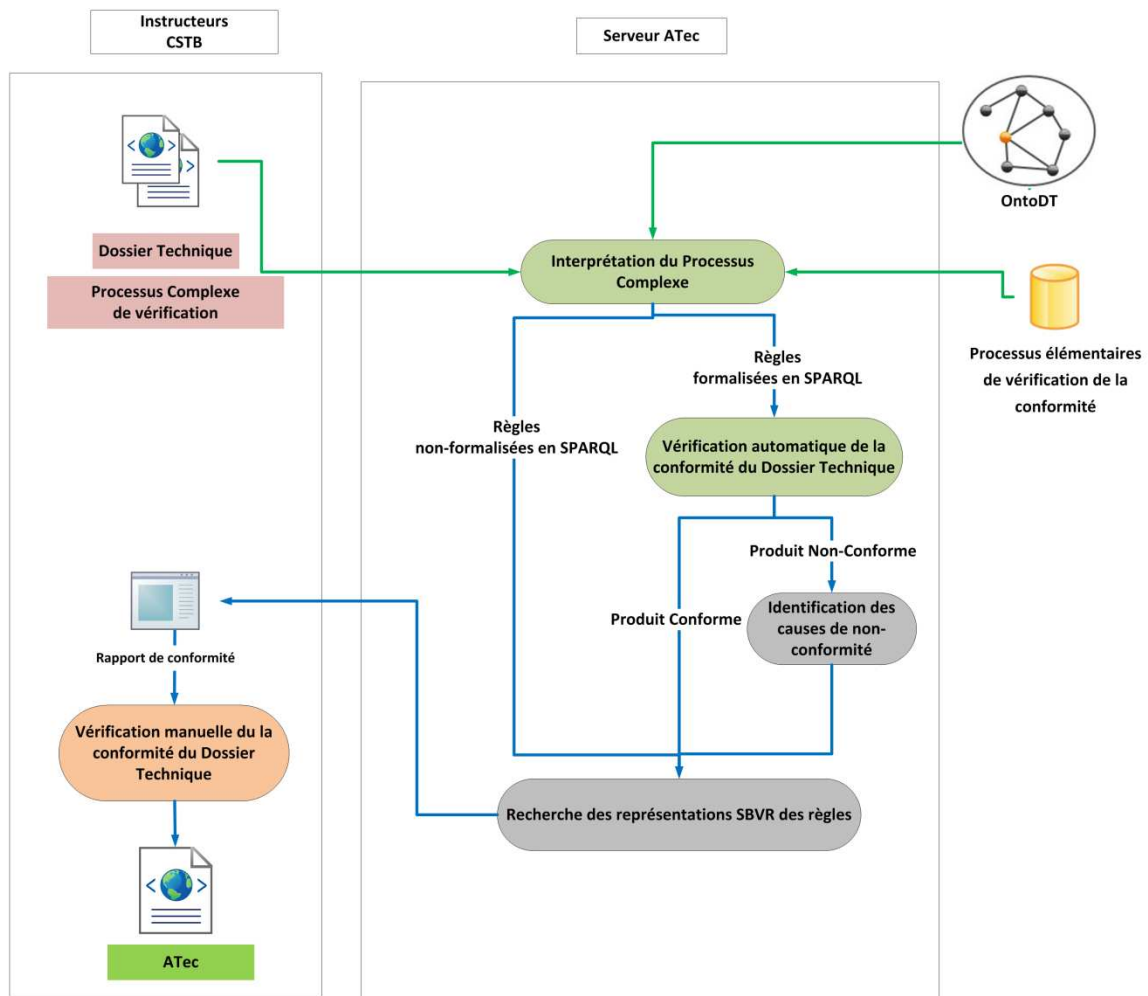 Instructeurs
CSTB
Serveur ATec
Dossier Technique
Processus Complexe
de vérification
OntoDT
Interprétation du Processus
Complexe
Processus élémentaires
de vérification de la
conformité
Règles
formalisées en SPARQL
Règles
non-formalisées en SPARQL
Vérification automatique de la
conformité du Dossier Technique
Produit Non-Conforme
Produit Conforme
Identification des
causes de non-
conformité
Rapport de conformité
Vérification manuelle du la
conformité du Dossier
Technique
Recherche des représentations SBVR des règles
ATec